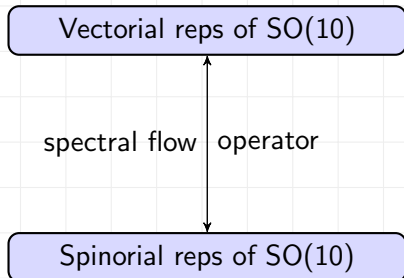 Vectorial reps of SO(10)
spectral flow operator
Spinorial reps of SO(10)